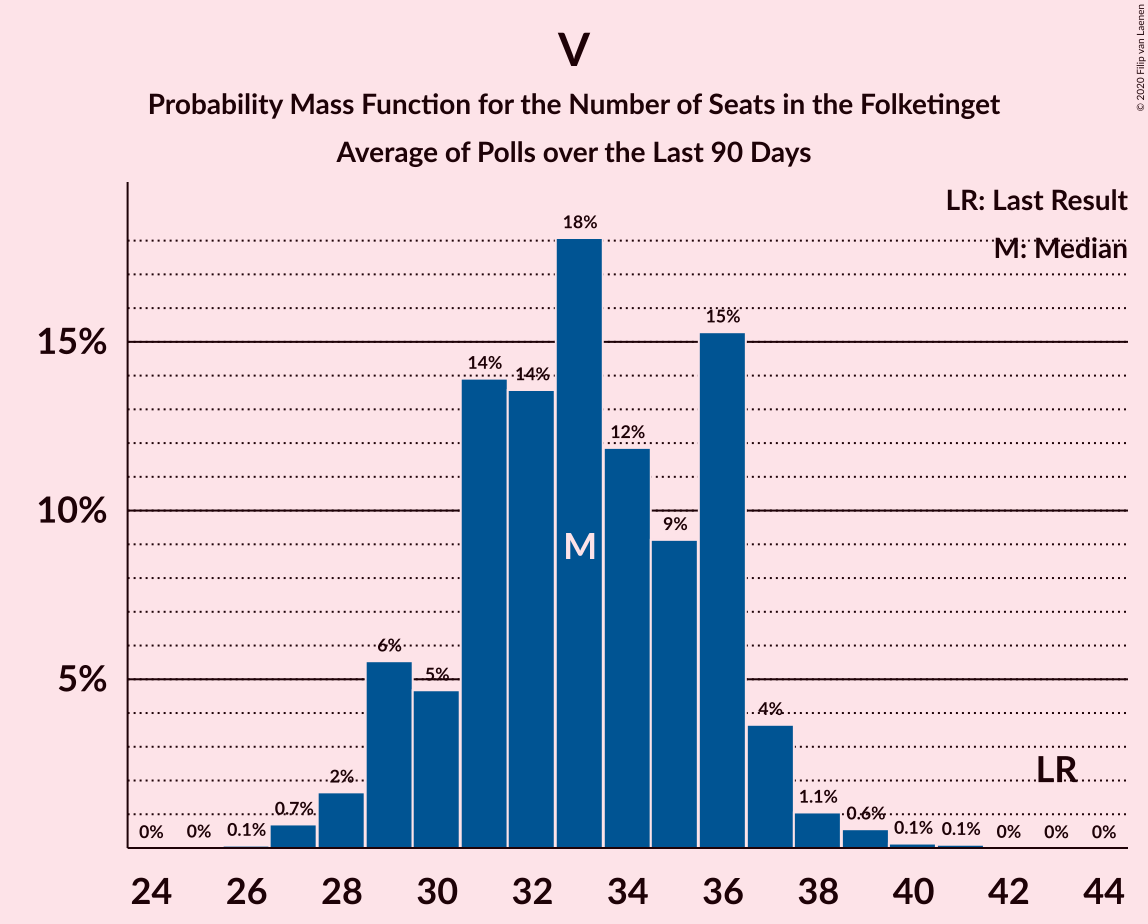 V
Probability Mass Function for the Number of Seats in the Folketinget
Average of Polls over the Last 90 Days
© 2020 Filip van Laenen
LR: Last Result
M: Median
18%
15%
15%
14%
14%
12%
10%
9%
M
6%
5%
5%
4%
LR
2%
1.1%
0.7%
0.6%
0% 0% 0.1% 0.1% 0.1% 0% 0% 0%
24 26 28 30 32 34 36 38 40 42 44